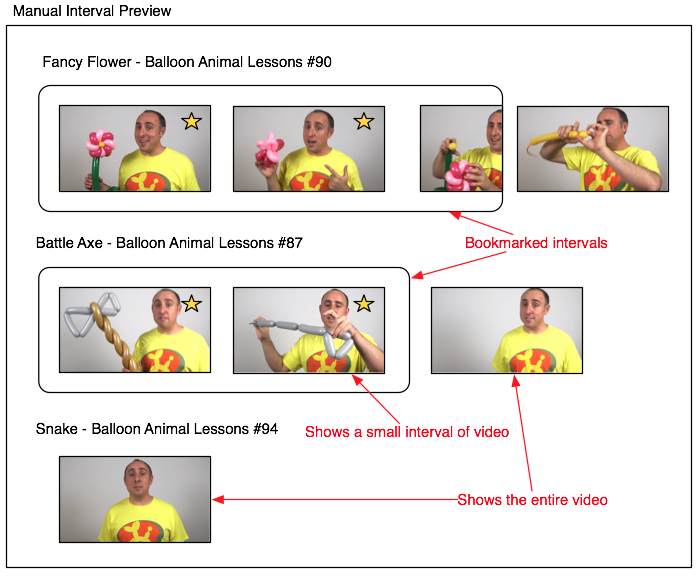 Manual Interval Preview
Fancy Flower - Balloon Animal Lessons #90
Bookmarked intervals
Battle Axe - Balloon Animal Lessons #87
Shows a small interval of video
Snake - Balloon Animal Lessons #94
Shows the entire video